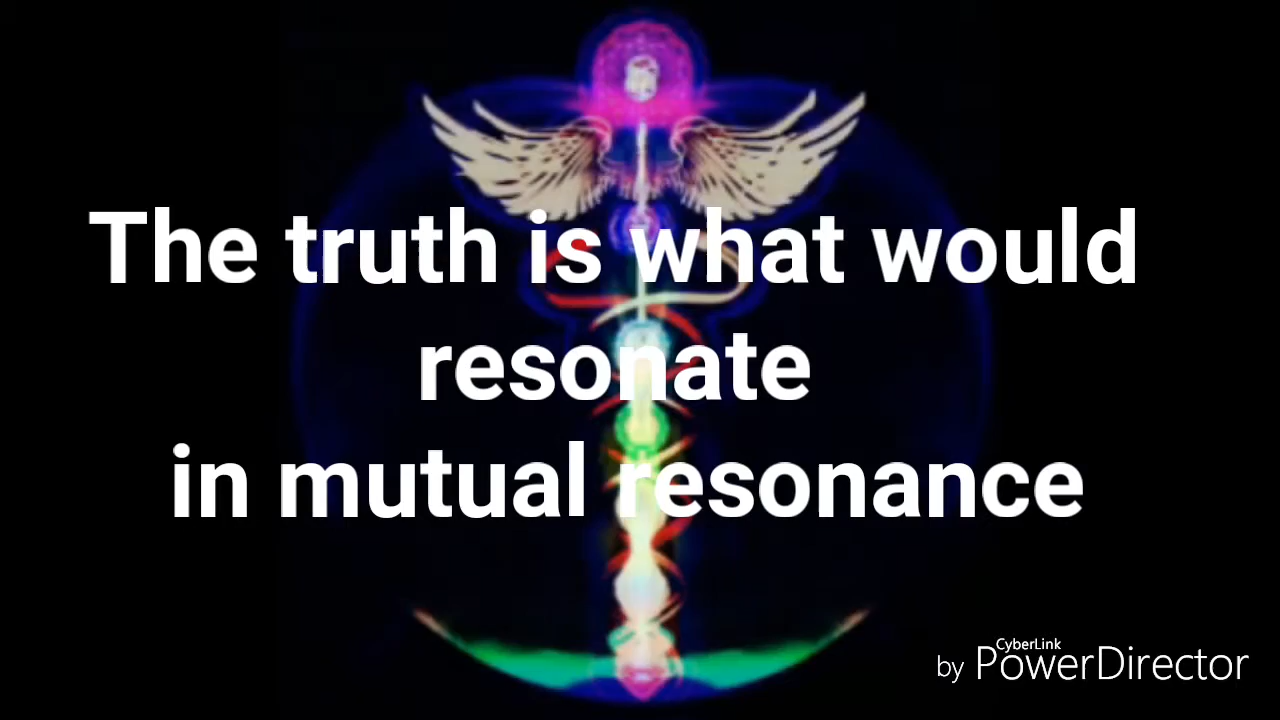 The truth is what would
resonate
in mutual resonance
CyberLink
by PowerDirector